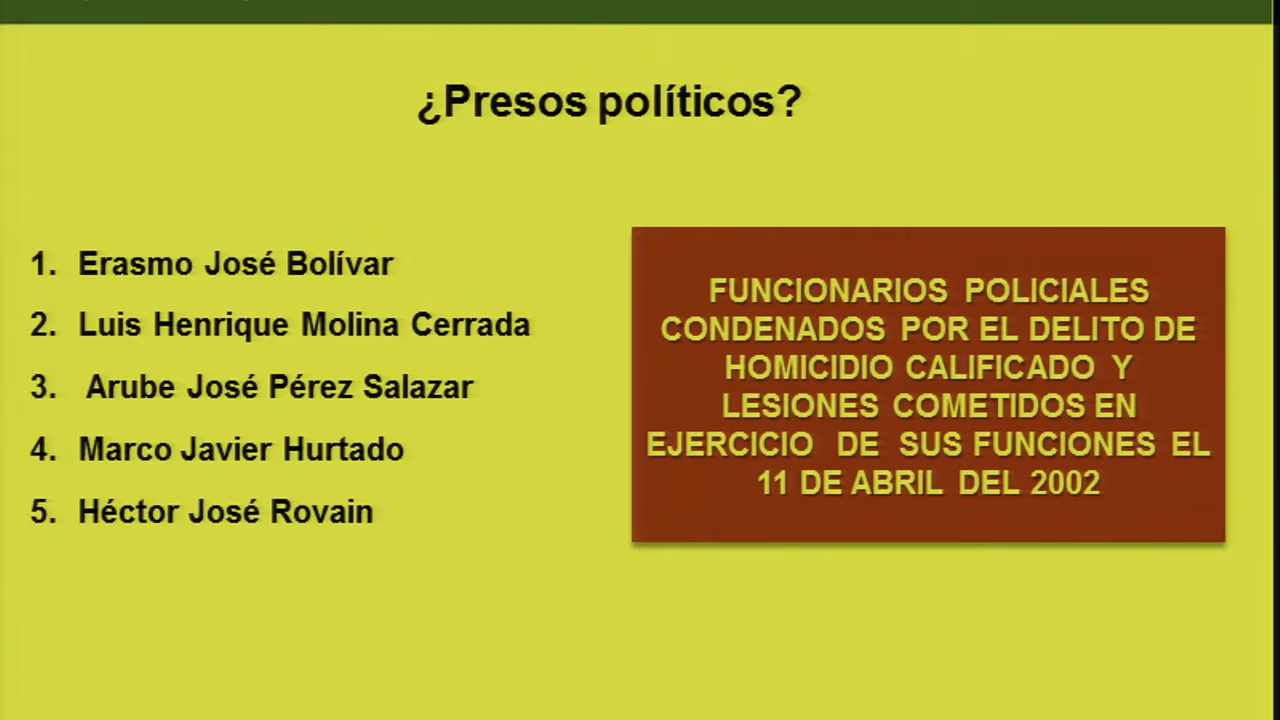 ¿Presos políticos?
1. Erasmo José Bolívar
2. Luis Henrique Molina Cerrada
3. Arube José Pérez Salazar
4. Marco Javier Hurtado
5. Héctor José Rovain
FUNCIONARIOS POLICIALES
CONDENADOS POR EL DELITO DE
HOMICIDIO CALIFICADO Y
LESIONES COMETIDOS EN
EJERCICIO DE SUS FUNCIONES EL
11 DE ABRIL DEL 2002